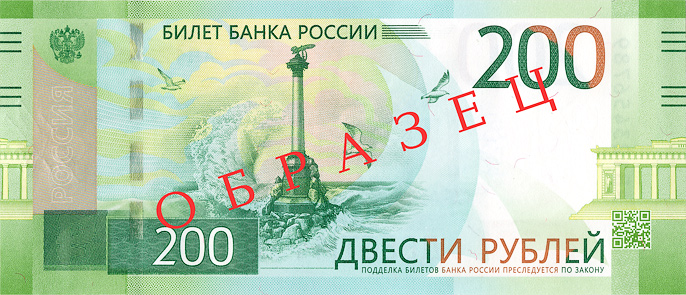 БИЛЕТ БАНКА РОССИИ
200
РОССИЯ
ОБРАЗЕЦ
200
ДВЕСТИ РУБЛЕЙ
ПОДДЕЛКА БИЛЕТОВ БАНКА РОССИИ ПРЕСЛЕДУЕТСЯ ПО ЗАКОНУ